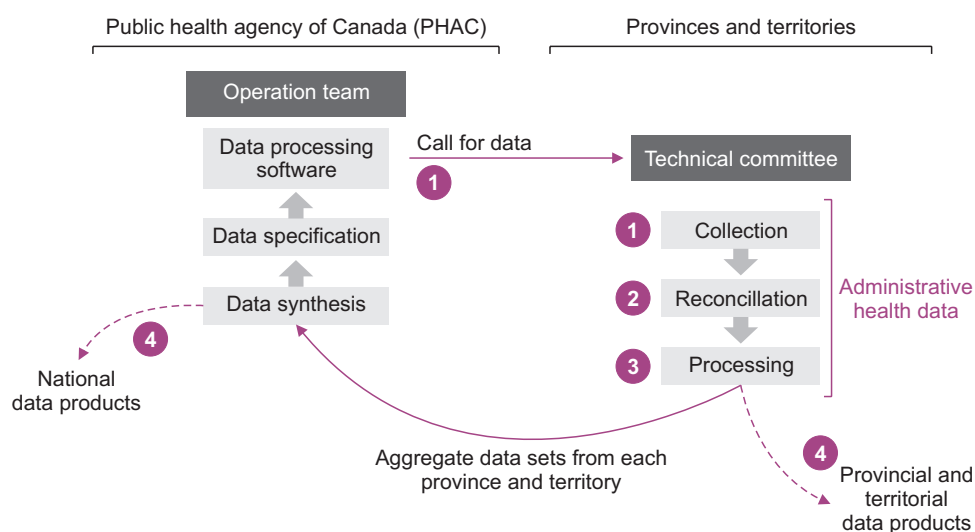 Public health agency of Canada (PHAC)
Provinces and territories
Operation team
Data processing
software
Call for data
1
Technical committee
Data specification
1
Collection
Data synthesis
2
Reconcillation
Administrative
health data
4
3
Processing
National
data products
Aggregate data sets from each
province and territory
4
Provincial and
territorial
data products